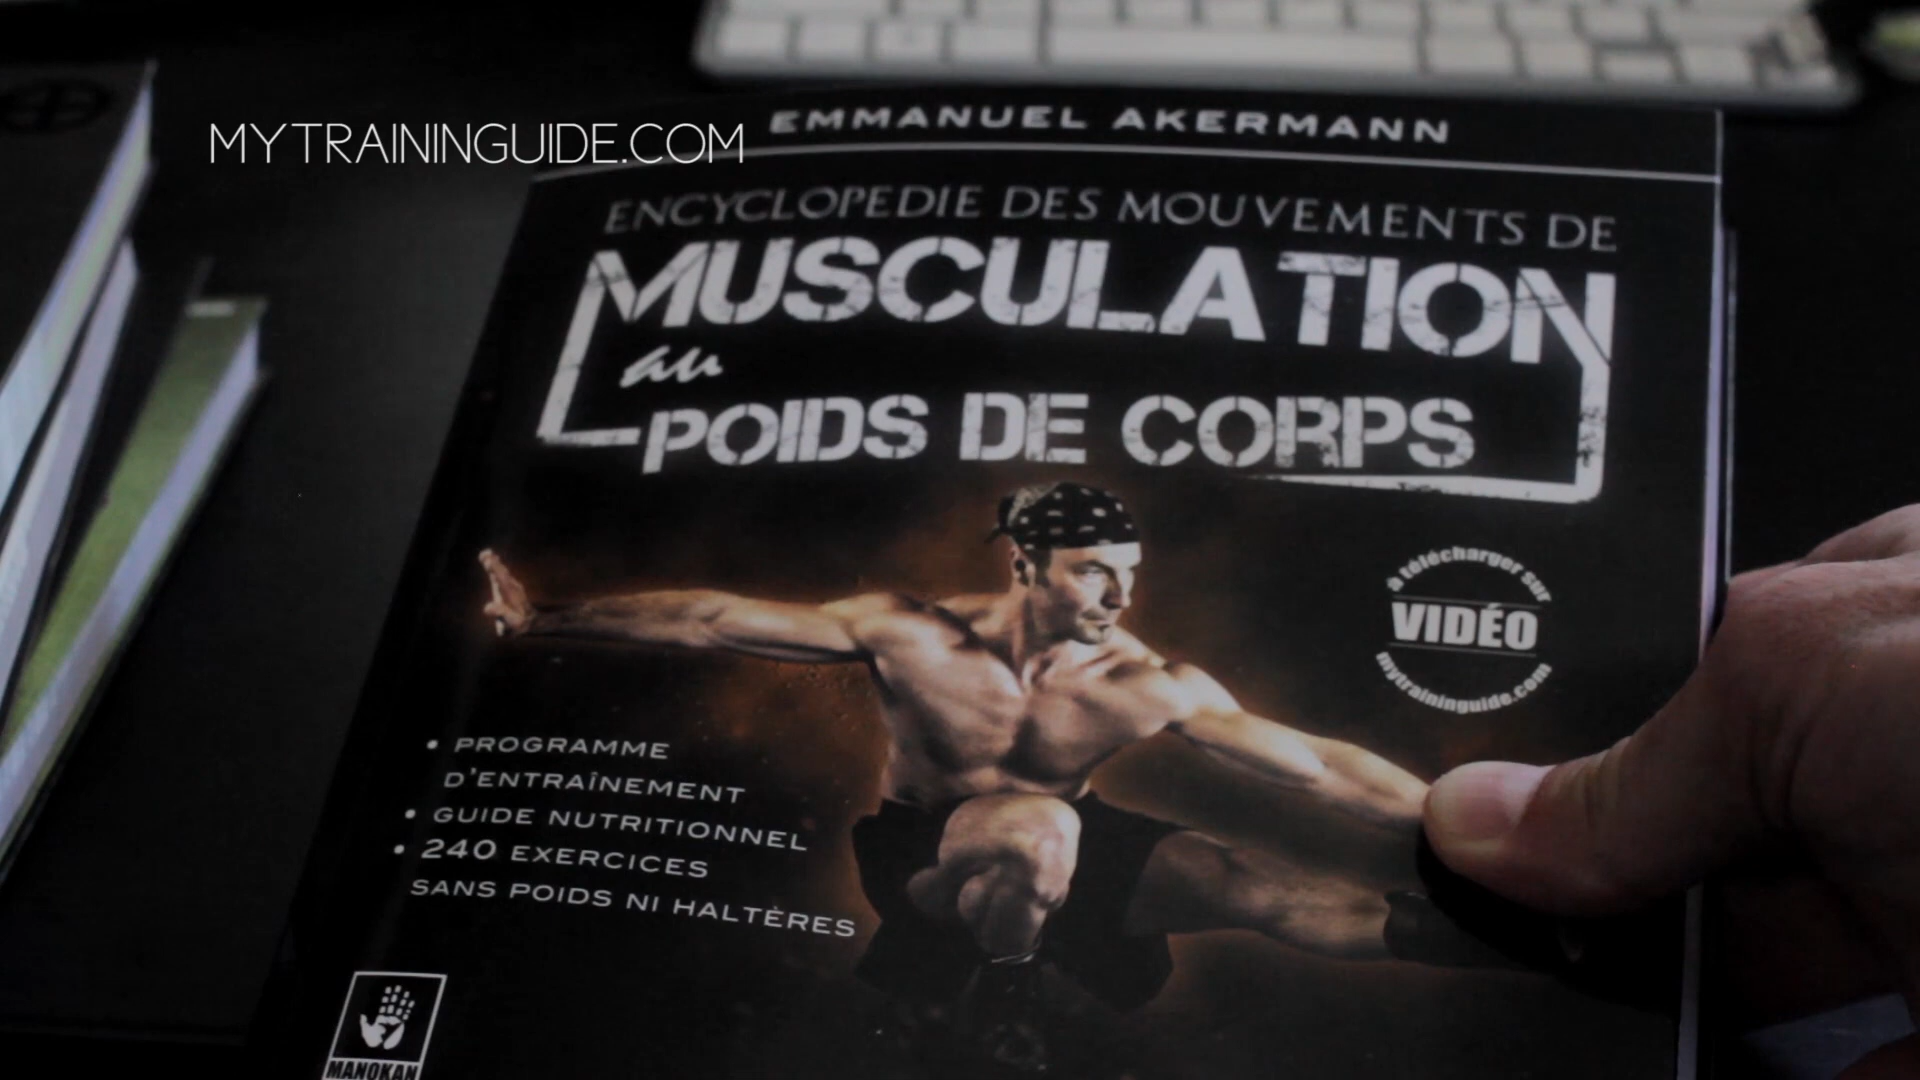 MYTRAININGUIDE.COM
EMMANUEL AKERMANN
ENCYCLOPEDIE DES MOUVEMENTS DE
MUSCULATION
au
POIDS DE CORPS
à télécharger sur
VIDÉO
mytraininguide.com
• PROGRAMME
D'ENTRAÎNEMENT
• GUIDE NUTRITIONNEL
• 240 EXERCICES
SANS POIDS NI HALTÈRES
MANOKAN